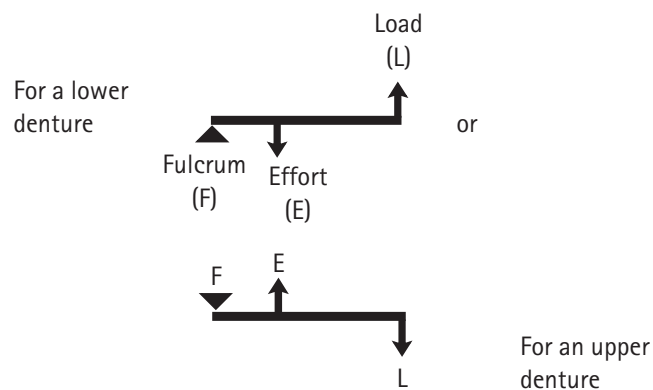 Load
(L)
For a lower
denture
or
Fulcrum
(F)
Effort
(E)
F
E
L
For an upper
denture